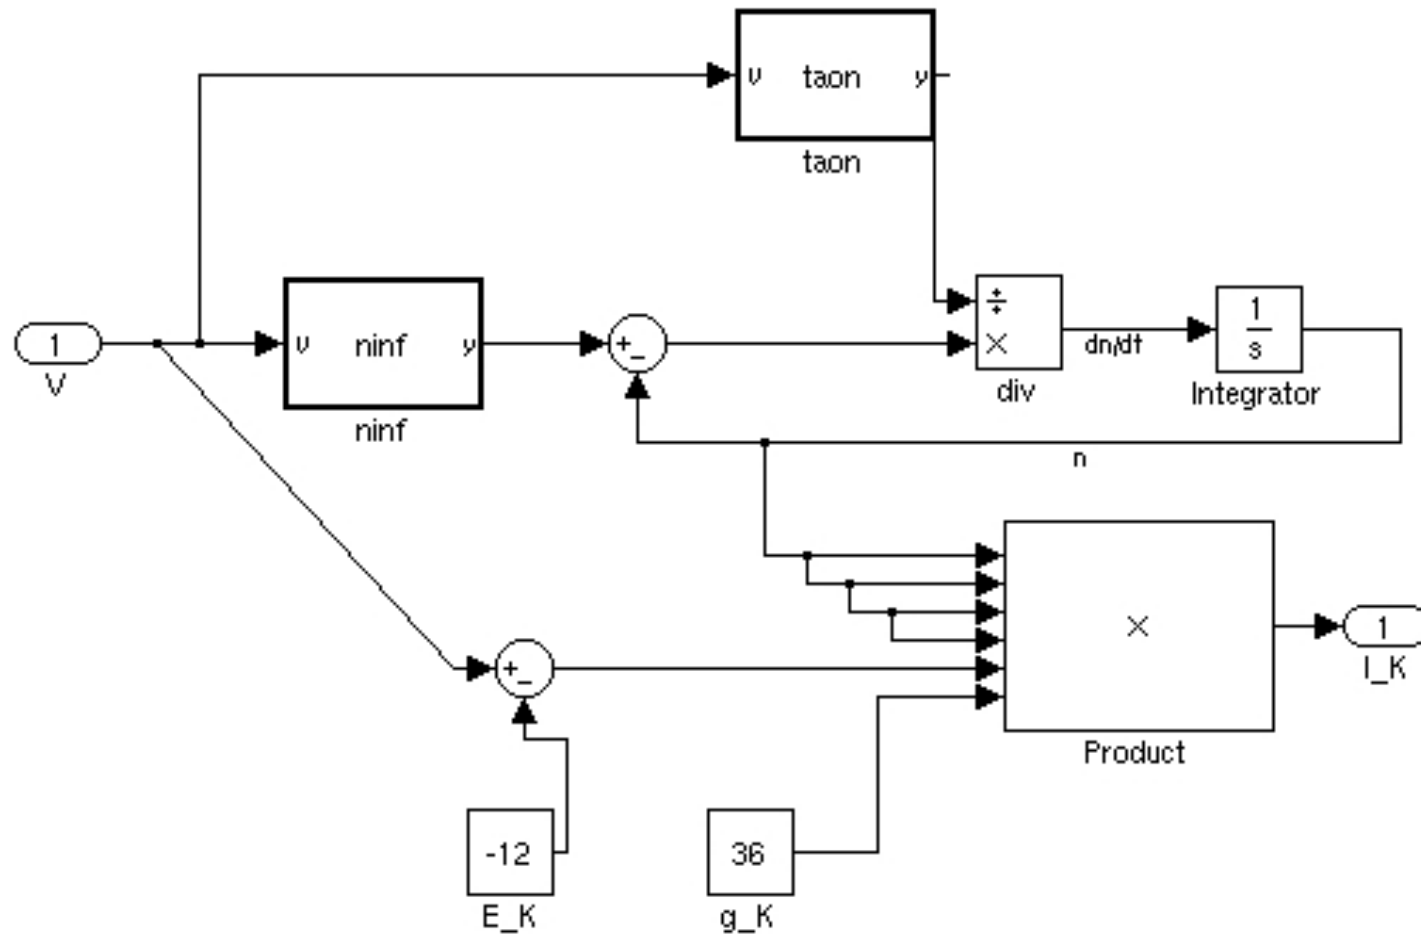 v taon y
taon
÷
1
V
v ninf y
ninf
+
-
×
div
dn/dt
1
s
Integrator
n
×
Product
1
I_K
+
-
-12
E_K
36
g_K